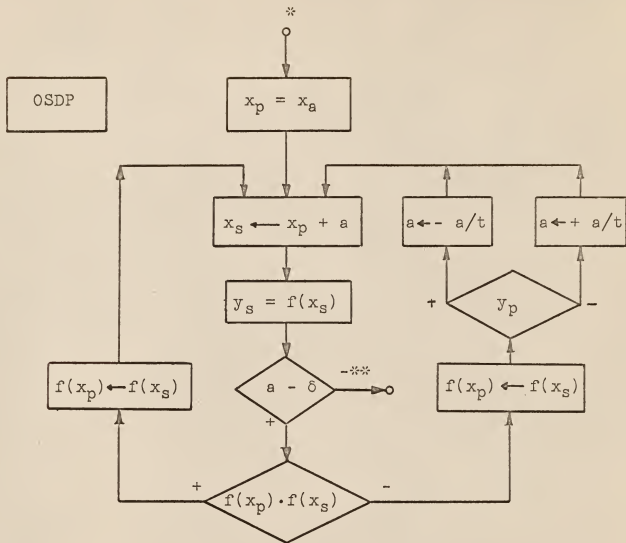 *
OSDP
x_p = x_a
x_s ← x_p + a
a ← - a/t
a ← + a/t
y_s = f(x_s)
+
y_p
-
f(x_p) ← f(x_s)
a - δ
-**
f(x_p) ← f(x_s)
+
+
f(x_p)·f(x_s)
-